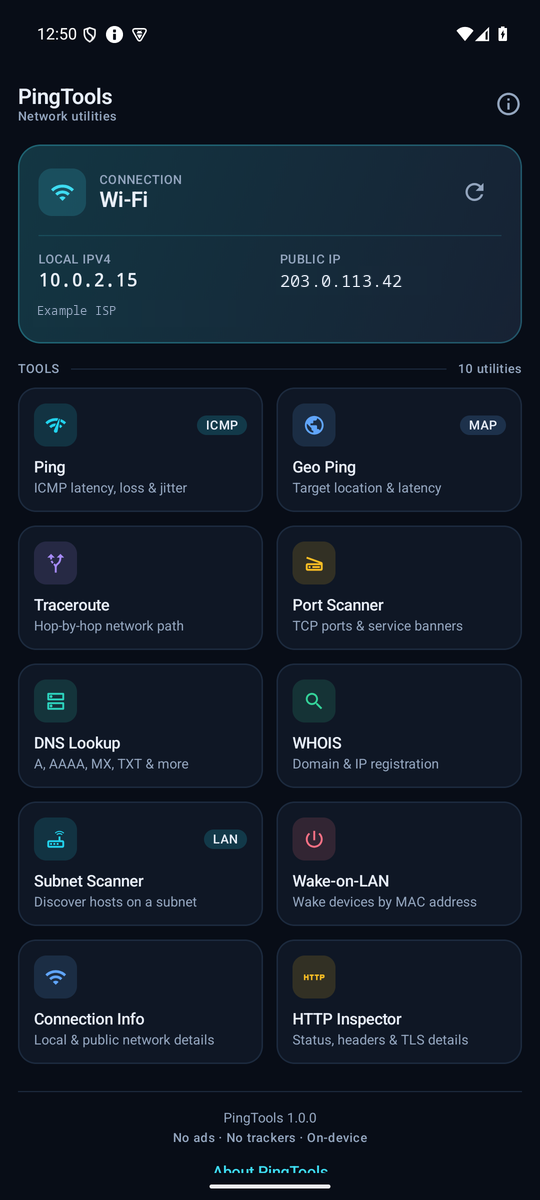 12:50
PingTools
Network utilities
CONNECTION
Wi-Fi
LOCAL IPV4
PUBLIC IP
10.0.2.15
203.0.113.42
Example ISP
TOOLS
10 utilities
ICMP
Ping
ICMP latency, loss & jitter
MAP
Geo Ping
Target location & latency
Traceroute
Hop-by-hop network path
Port Scanner
TCP ports & service banners
DNS Lookup
A, AAAA, MX, TXT & more
WHOIS
Domain & IP registration
LAN
Subnet Scanner
Discover hosts on a subnet
Wake-on-LAN
Wake devices by MAC address
Connection Info
Local & public network details
HTTP
HTTP Inspector
Status, headers & TLS details
PingTools 1.0.0
No ads · No trackers · On-device
About PingTools